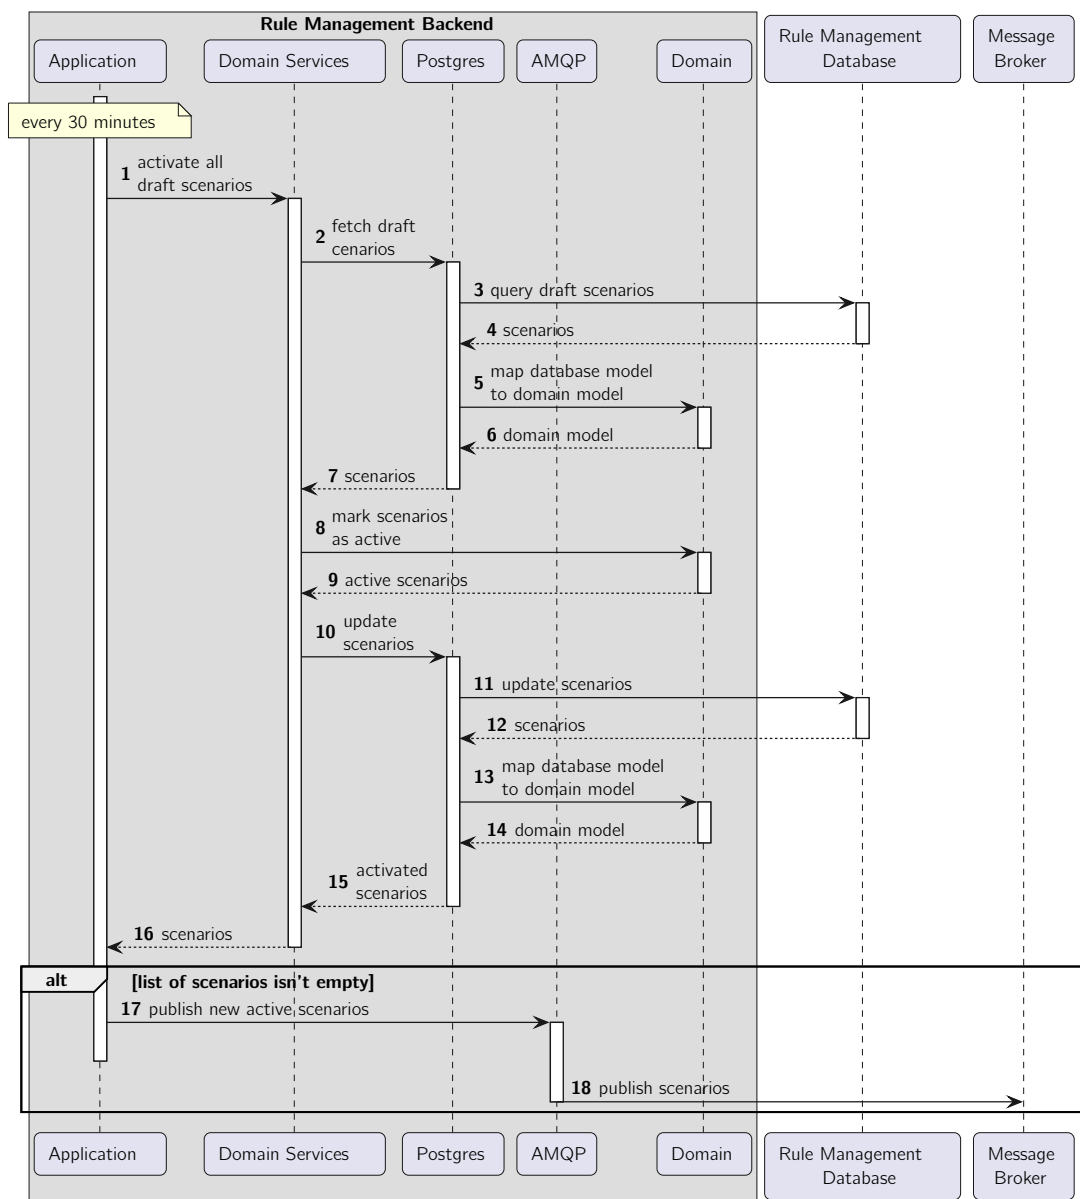 Rule Management Backend
Application
Domain Services
Postgres
AMQP
Domain
Rule Management
Database
Message
Broker
every 30 minutes
1 activate all
draft scenarios
2 fetch draft
cenarios
3 query draft scenarios
4 scenarios
5 map database model
to domain model
6 domain model
7 scenarios
8 mark scenarios
as active
9 active scenarios
10 update
scenarios
11 update scenarios
12 scenarios
13 map database model
to domain model
14 domain model
15 activated
scenarios
16 scenarios
alt [list of scenarios isn't empty]
17 publish new active scenarios
18 publish scenarios
Application
Domain Services
Postgres
AMQP
Domain
Rule Management
Database
Message
Broker